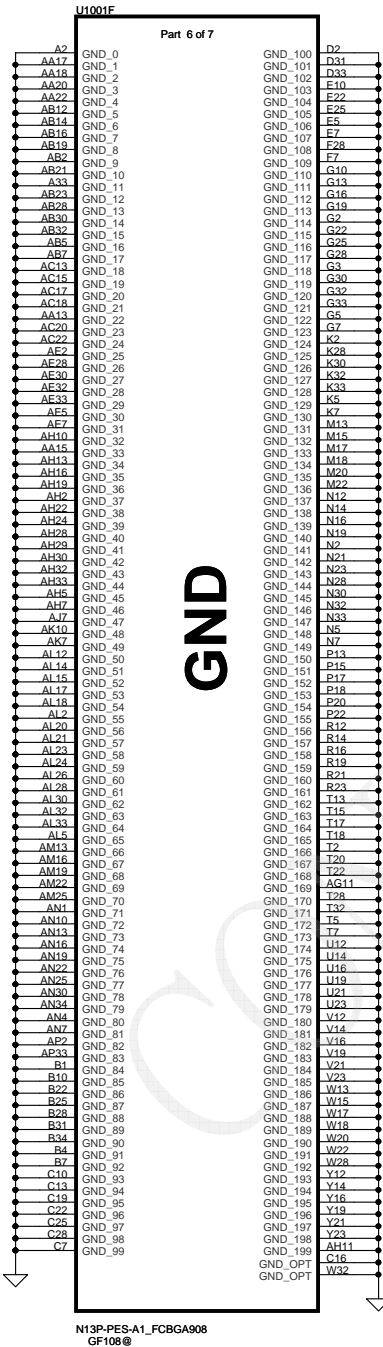 U1001F
Part 6 of 7
A2 GND_0 GND_100 D2
AA17 GND_1 GND_101 D31
AA18 GND_2 GND_102 D33
AA20 GND_3 GND_103 E10
AA22 GND_4 GND_104 E22
AB12 GND_5 GND_105 E25
AB14 GND_6 GND_106 E5
AB16 GND_7 GND_107 E7
AB19 GND_8 GND_108 F28
AB2 GND_9 GND_109 F7
AB21 GND_10 GND_110 G10
A33 GND_11 GND_111 G13
AB23 GND_12 GND_112 G16
AB28 GND_13 GND_113 G19
AB30 GND_14 GND_114 G2
AB32 GND_15 GND_115 G22
AB5 GND_16 GND_116 G25
AB7 GND_17 GND_117 G28
AC13 GND_18 GND_118 G3
AC15 GND_19 GND_119 G30
AC17 GND_20 GND_120 G32
AC18 GND_21 GND_121 G33
AA13 GND_22 GND_122 G5
AC20 GND_23 GND_123 G7
AC22 GND_24 GND_124 K2
AE2 GND_25 GND_125 K28
AE28 GND_26 GND_126 K30
AE30 GND_27 GND_127 K32
AE32 GND_28 GND_128 K33
AE33 GND_29 GND_129 K5
AE5 GND_30 GND_130 K7
AE7 GND_31 GND_131 M13
AH10 GND_32 GND_132 M15
AA15 GND_33 GND_133 M17
AH13 GND_34 GND_134 M18
AH16 GND_35 GND_135 M20
AH19 GND_36 GND_136 M22
AH2 GND_37 GND_137 N12
AH22 GND_38 GND_138 N14
AH24 GND_39 GND_139 N16
AH28 GND_40 GND_140 N19
AH29 GND_41 GND_141 N2
AH30 GND_42 GND_142 N21
AH32 GND_43 GND_143 N23
AH33 GND_44 GND_144 N28
AH5 GND_45 GND_145 N30
AH7 GND_46 GND_146 N32
AJ7 GND_47 GND_147 N33
AK10 GND_48 GND_148 N5
AK7 GND_49 GND_149 N7
AL12 GND_50 GND_150 P13
AL14 GND_51 GND_151 P15
AL15 GND_52 GND_152 P17
AL17 GND_53 GND_153 P18
AL18 GND_54 GND_154 P20
AL2 GND_55 GND_155 P22
AL20 GND_56 GND_156 R12
AL21 GND_57 GND_157 R14
AL23 GND_58 GND_158 R16
AL24 GND_59 GND_159 R19
AL26 GND_60 GND_160 R21
AL28 GND_61 GND_161 R23
AL30 GND_62 GND_162 T13
AL32 GND_63 GND_163 T15
AL33 GND_64 GND_164 T17
AL5 GND_65 GND_165 T18
AM13 GND_66 GND_166 T2
AM16 GND_67 GND_167 T20
AM19 GND_68 GND_168 T22
AM22 GND_69 GND_169 AG11
AM25 GND_70 GND_170 T28
AN1 GND_71 GND_171 T32
AN10 GND_72 GND_172 T5
AN13 GND_73 GND_173 T7
AN16 GND_74 GND_174 U12
AN19 GND_75 GND_175 U14
AN22 GND_76 GND_176 U16
AN25 GND_77 GND_177 U19
AN30 GND_78 GND_178 U21
AN34 GND_79 GND_179 U23
AN4 GND_80 GND_180 V12
AN7 GND_81 GND_181 V14
AP2 GND_82 GND_182 V16
AP33 GND_83 GND_183 V19
B1 GND_84 GND_184 V21
B10 GND_85 GND_185 V23
B22 GND_86 GND_186 W13
B25 GND_87 GND_187 W15
B28 GND_88 GND_188 W17
B31 GND_89 GND_189 W18
B34 GND_90 GND_190 W20
B4 GND_91 GND_191 W22
B7 GND_92 GND_192 W28
C10 GND_93 GND_193 Y12
C13 GND_94 GND_194 Y14
C19 GND_95 GND_195 Y16
C22 GND_96 GND_196 Y19
C25 GND_97 GND_197 Y21
C28 GND_98 GND_198 Y23
C7 GND_99 GND_199 AH11
GND_OPT C16
GND_OPT W32
GND
N13P-PES-A1_FCBGA908
GF108@